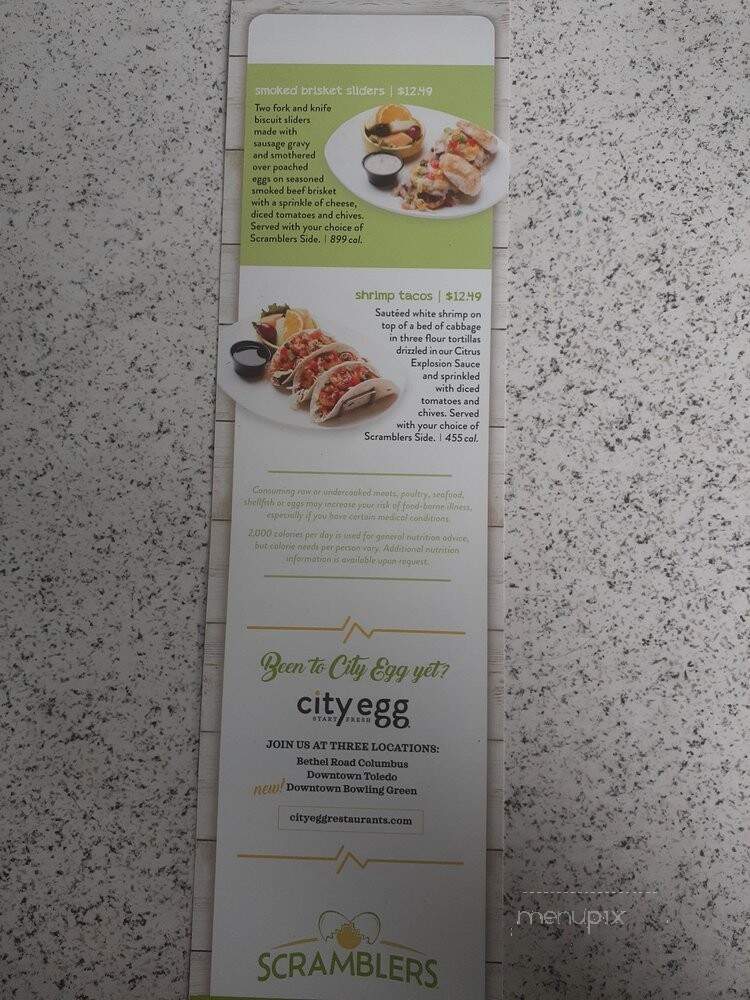 smoked brisket sliders | $12.49
Two fork and knife
biscuit sliders
made with
sausage gravy
and smothered
over poached
eggs on seasoned
smoked beef brisket
with a sprinkle of cheese,
diced tomatoes and chives.
Served with your choice of
Scramblers Side. | 899 cal.
shrimp tacos | $12.49
Sautéed white shrimp on
top of a bed of cabbage
in three flour tortillas
drizzled in our Citrus
Explosion Sauce
and sprinkled
with diced
tomatoes and
chives. Served
with your choice of
Scramblers Side. | 455 cal.
Consuming raw or undercooked meats, poultry, seafood,
shellfish or eggs may increase your risk of food-borne illness,
especially if you have certain medical conditions.
2,000 calories per day is used for general nutrition advice,
but calorie needs per person vary. Additional nutrition
information is available upon request.
Been to City Egg yet?
city egg
START FRESH
JOIN US AT THREE LOCATIONS:
Bethel Road Columbus
Downtown Toledo
new! Downtown Bowling Green
cityeggrestaurants.com
SCRAMBLERS
menupix